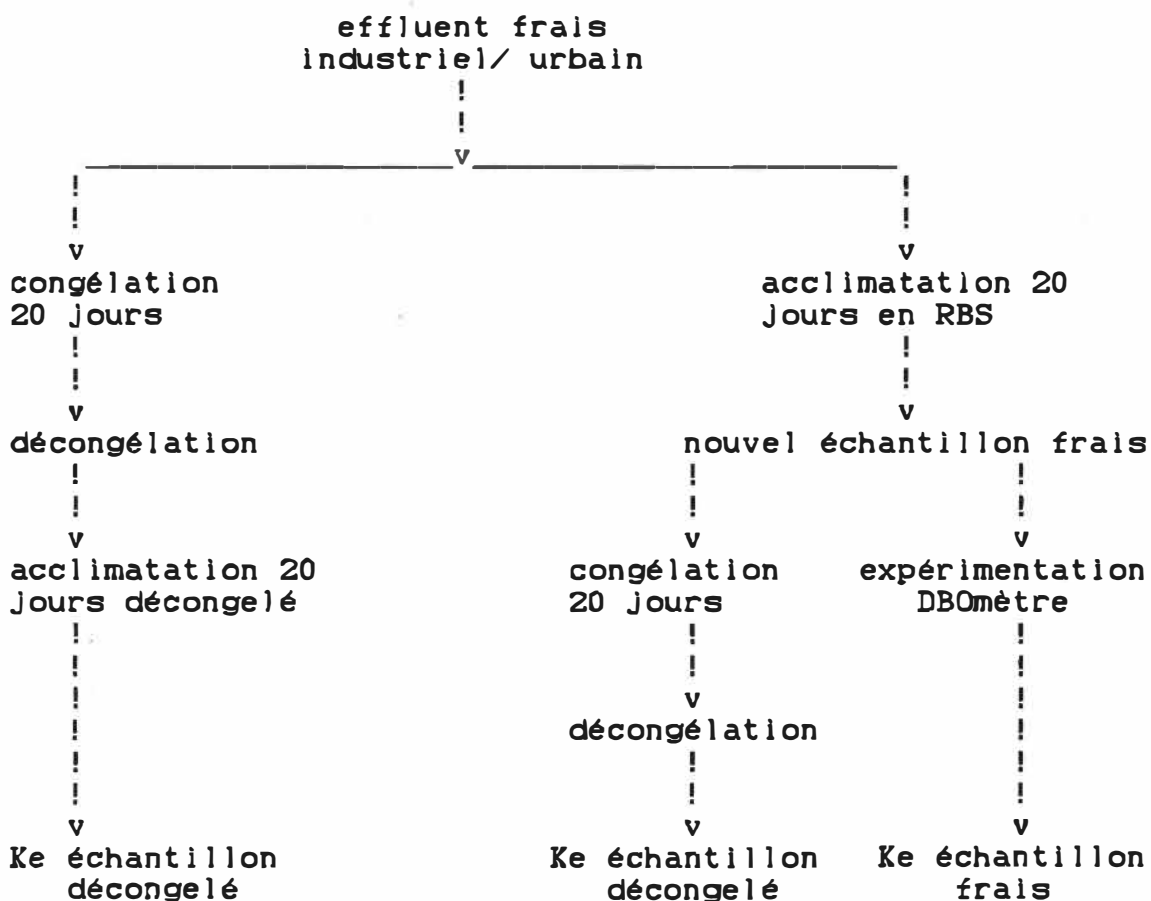 effluent frais
industriel/ urbain
!
!
v
! !
! !
v v
congélation acclimatation 20
20 jours jours en RBS
! !
! !
v v
décongélation nouvel échantillon frais
! ! !
! ! !
v v v
acclimatation 20 congélation expérimentation
jours décongelé 20 jours DBOmètre
! ! !
! ! !
! v !
! décongélation !
! ! !
! ! !
v v v
Ke échantillon Ke échantillon Ke échantillon
décongelé décongelé frais